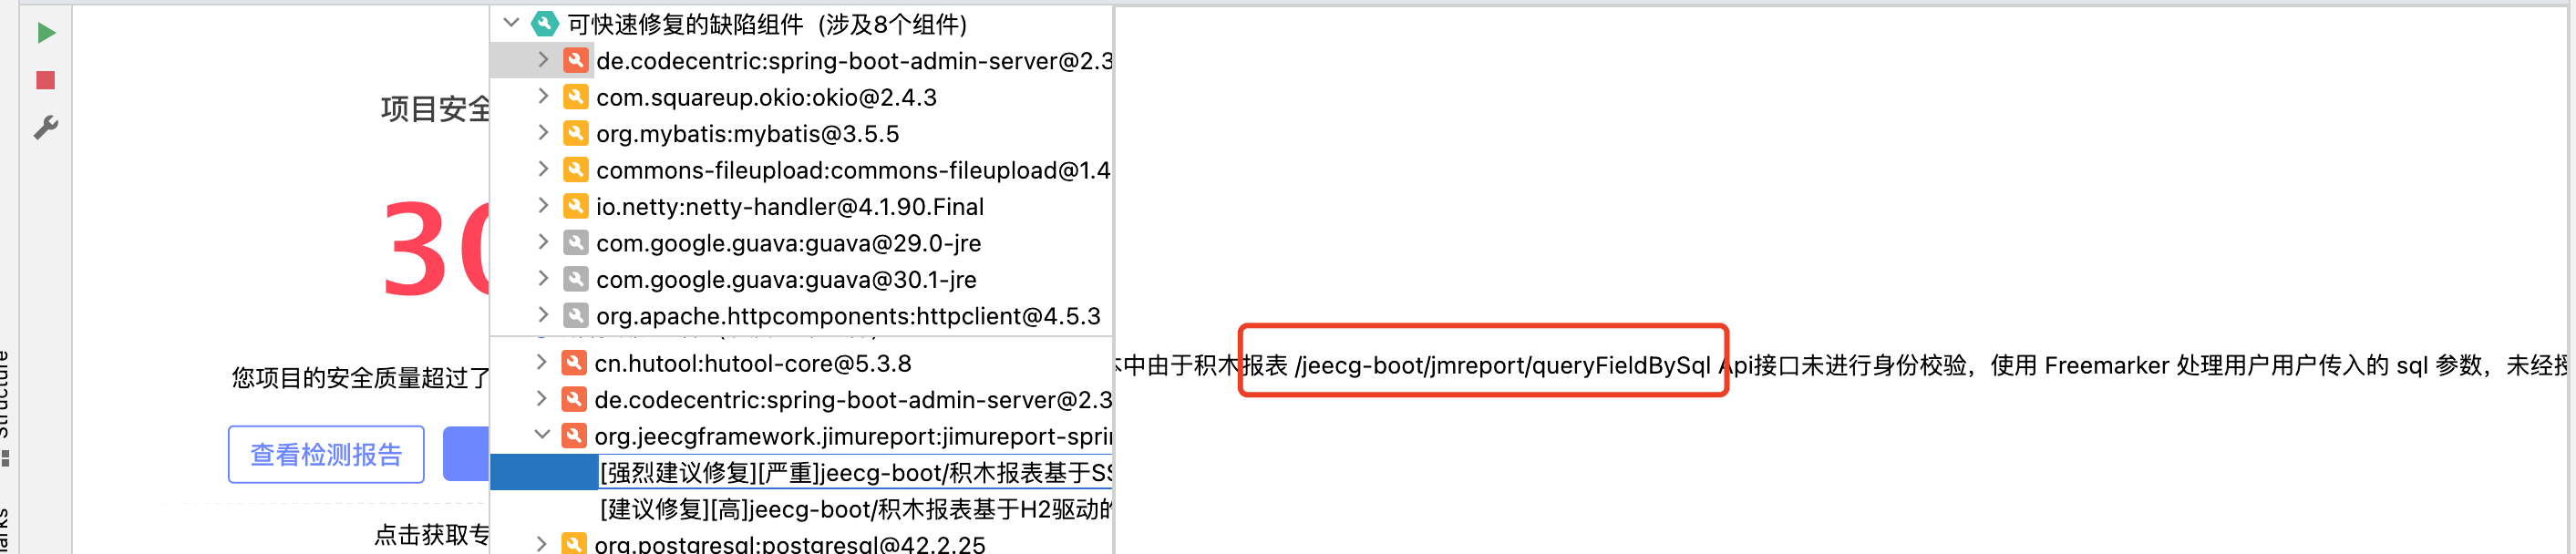 可快速修复的缺陷组件 (涉及8个组件)
de.codecentric:spring-boot-admin-server@2.3
com.squareup.okio:okio@2.4.3
org.mybatis:mybatis@3.5.5
commons-fileupload:commons-fileupload@1.4
io.netty:netty-handler@4.1.90.Final
com.google.guava:guava@29.0-jre
com.google.guava:guava@30.1-jre
org.apache.httpcomponents:httpclient@4.5.3
cn.hutool:hutool-core@5.3.8
de.codecentric:spring-boot-admin-server@2.3
org.jeecgframework.jimureport:jimureport-spri
[强烈建议修复][严重]jeecg-boot/积木报表基于SS
[建议修复][高]jeecg-boot/积木报表基于H2驱动的
org.postgresql:postgresql@42.2.25
项目安全
30
您项目的安全质量超过了
查看检测报告
点击获取专
中由于积木报表 /jeecg-boot/jmreport/queryFieldBySql Api接口未进行身份校验，使用 Freemarker 处理用户用户传入的 sql 参数，未经授
Structure